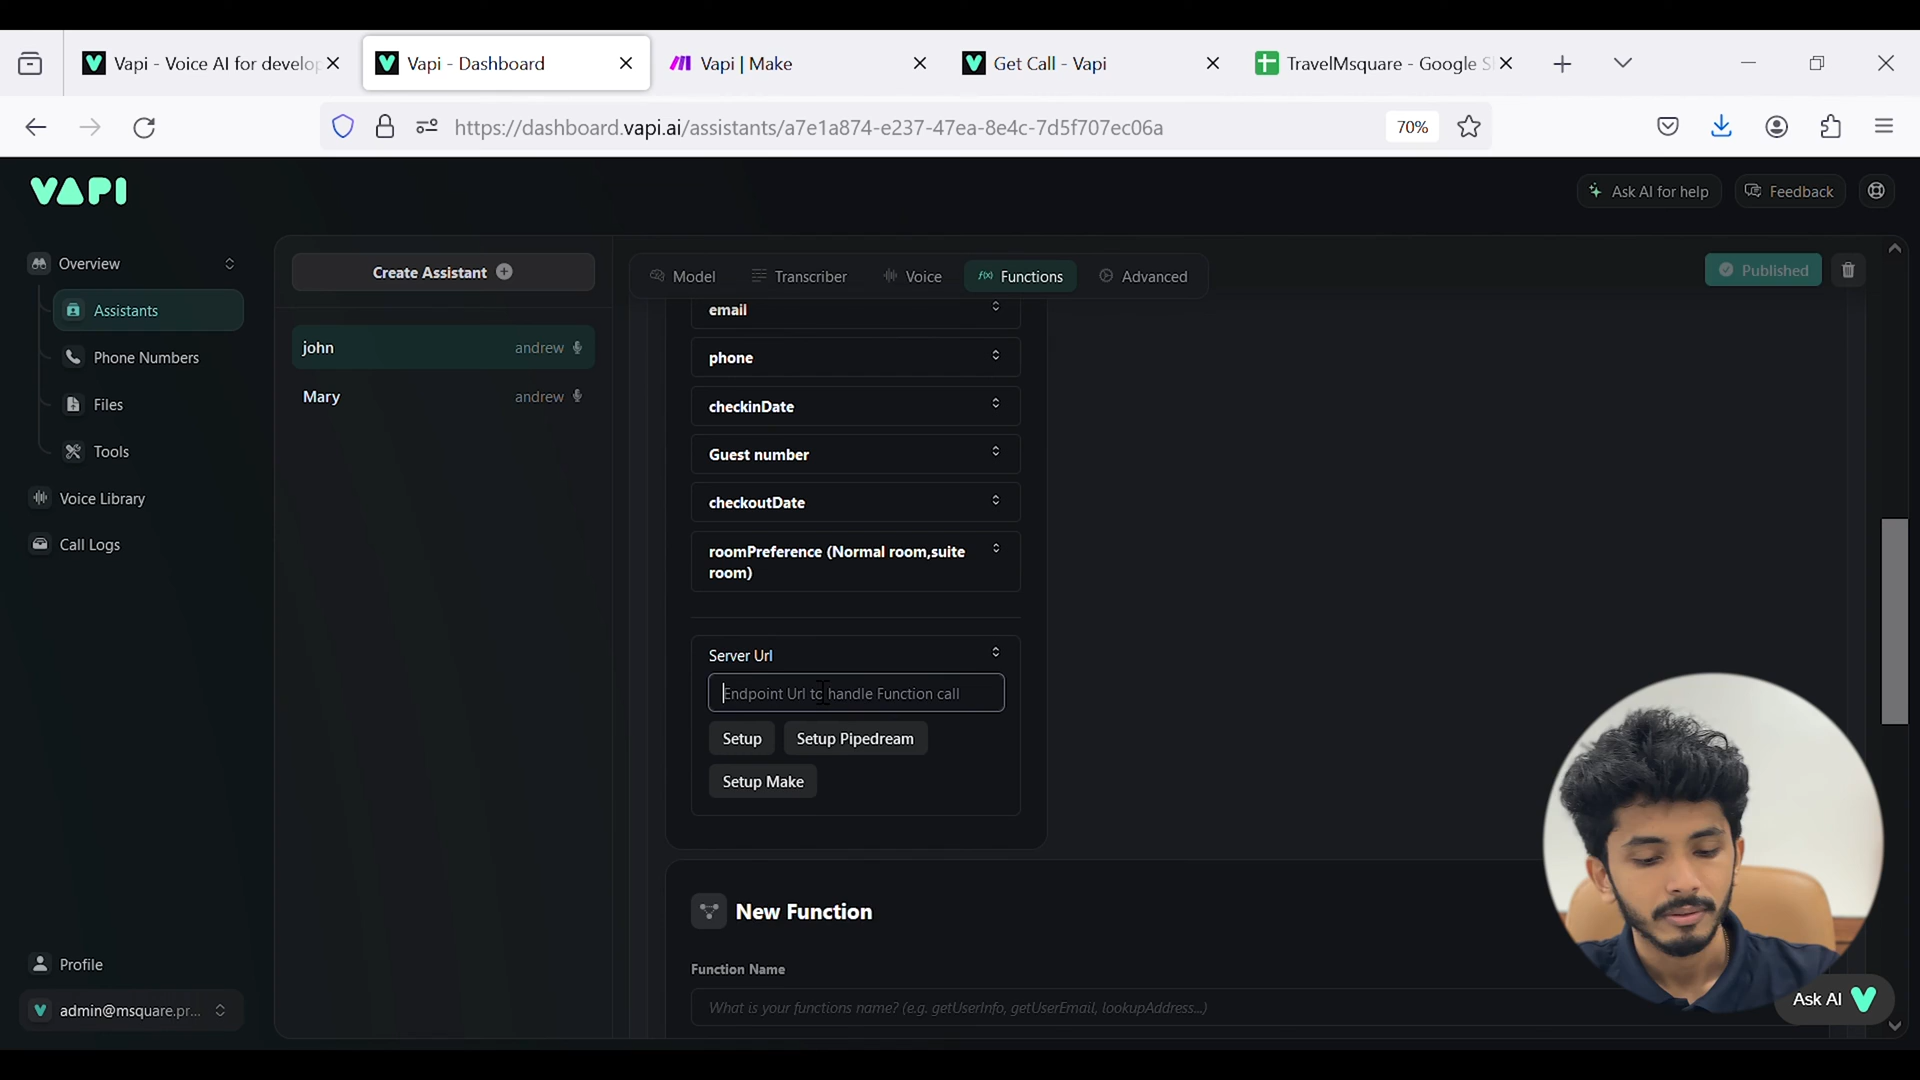 Vapi - Voice AI for develop
Vapi - Dashboard
Vapi | Make
Get Call - Vapi
TravelMsquare - Google S
https://dashboard.vapi.ai/assistants/a7e1a874-e237-47ea-8e4c-7d5f707ec06a
70%
VAPI
Ask AI for help
Feedback
Overview
Assistants
Phone Numbers
Files
Tools
Voice Library
Call Logs
Profile
admin@msquare.pr...
Create Assistant
john andrew
Mary andrew
Model
Transcriber
Voice
f(x) Functions
Advanced
Published
email
phone
checkinDate
Guest number
checkoutDate
roomPreference (Normal room,suite
room)
Server Url
Endpoint Url to handle Function call
Setup
Setup Pipedream
Setup Make
New Function
Function Name
What is your functions name? (e.g. getUserInfo, getUserEmail, lookupAddress...)
Ask AI